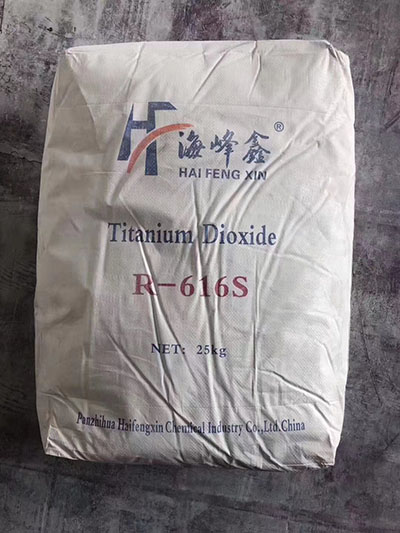 HF 海峰鑫®
HAI FENG XIN
Titanium Dioxide
R-616S
NET: 25kg
Panzhihua Haifengxin Chemical Industry Co.,Ltd.China